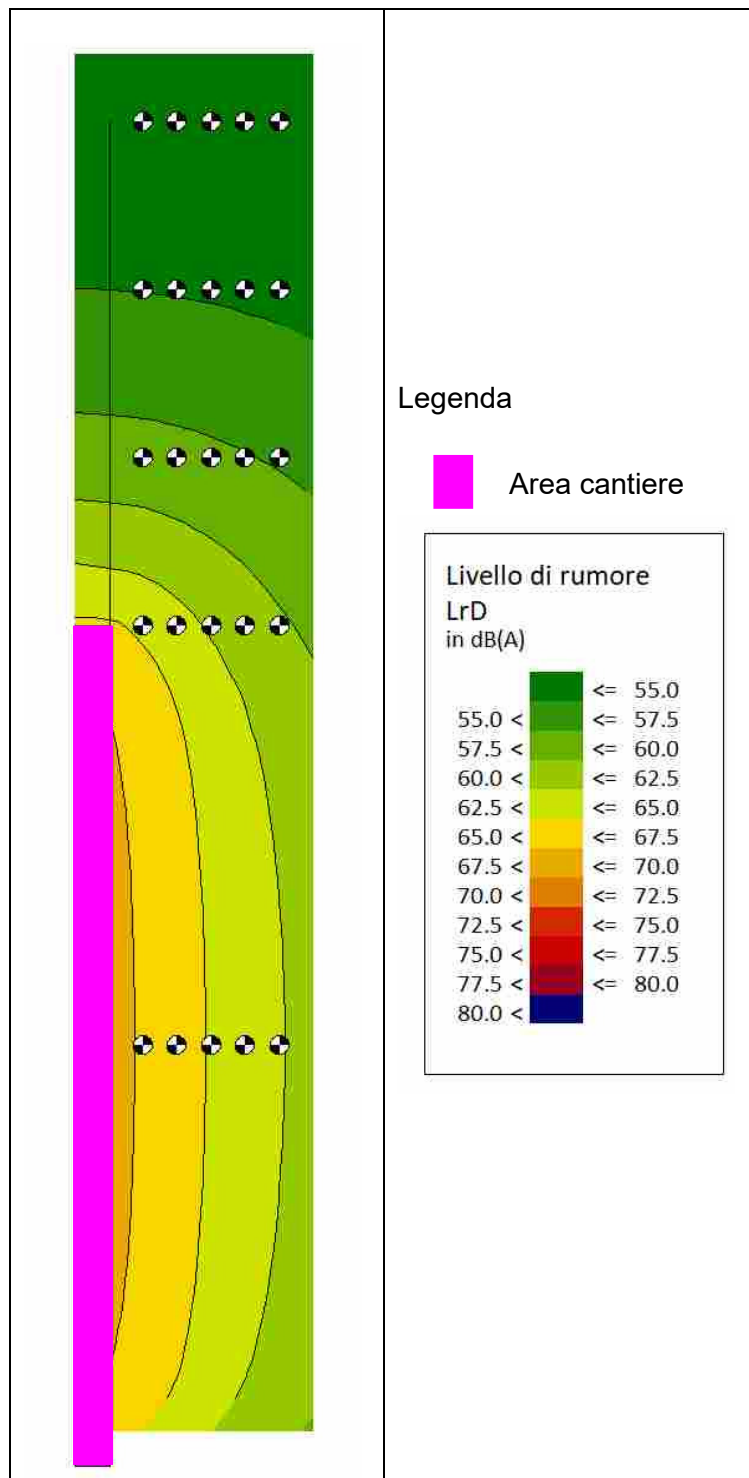 Legenda
Area cantiere
Livello di rumore
LrD
in dB(A)
<= 55.0
55.0 < <= 57.5
57.5 < <= 60.0
60.0 < <= 62.5
62.5 < <= 65.0
65.0 < <= 67.5
67.5 < <= 70.0
70.0 < <= 72.5
72.5 < <= 75.0
75.0 < <= 77.5
77.5 < <= 80.0
80.0 <